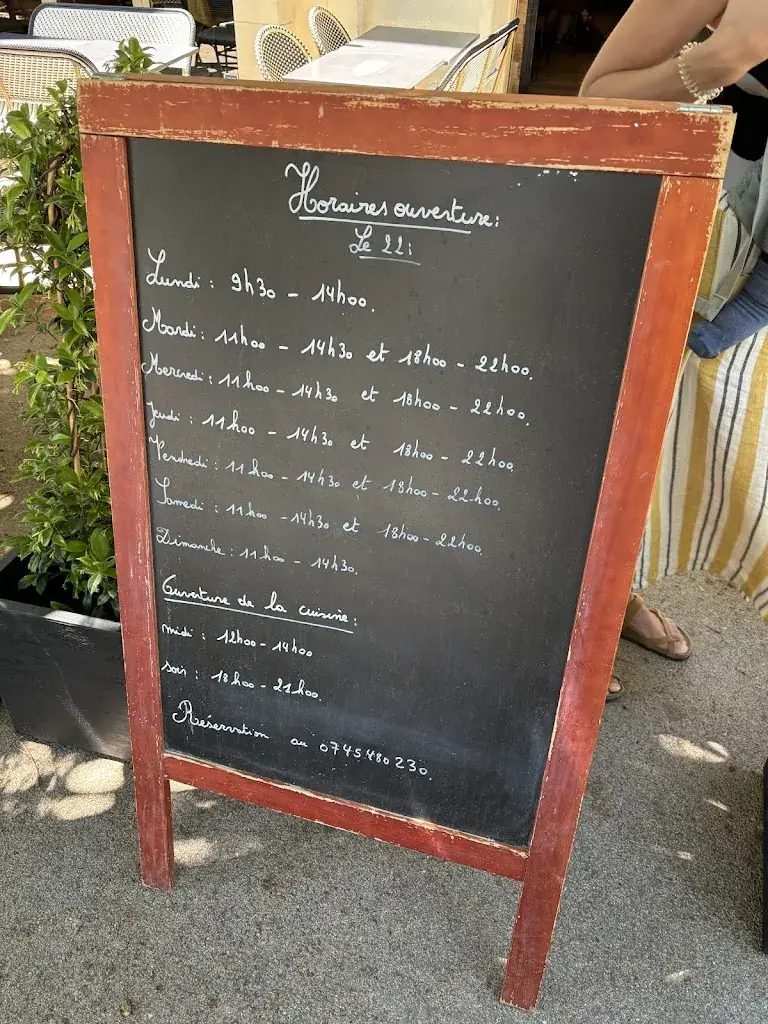 Horaires ouverture:
Le 22:
Lundi : 9h30 - 14h00.
Mardi : 11h00 - 14h30 et 18h00 - 22h00.
Mercredi : 11h00 - 14h30 et 18h00 - 22h00.
Jeudi : 11h00 - 14h30 et 18h00 - 22h00.
Vendredi : 11h00 - 14h30 et 18h00 - 22h00.
Samedi : 11h00 - 14h30 et 18h00 - 22h00.
Dimanche : 11h00 - 14h30.
Ouverture de la cuisine :
midi : 12h00 - 14h00
soir : 18h00 - 21h00.
Réservation au 0745480230.